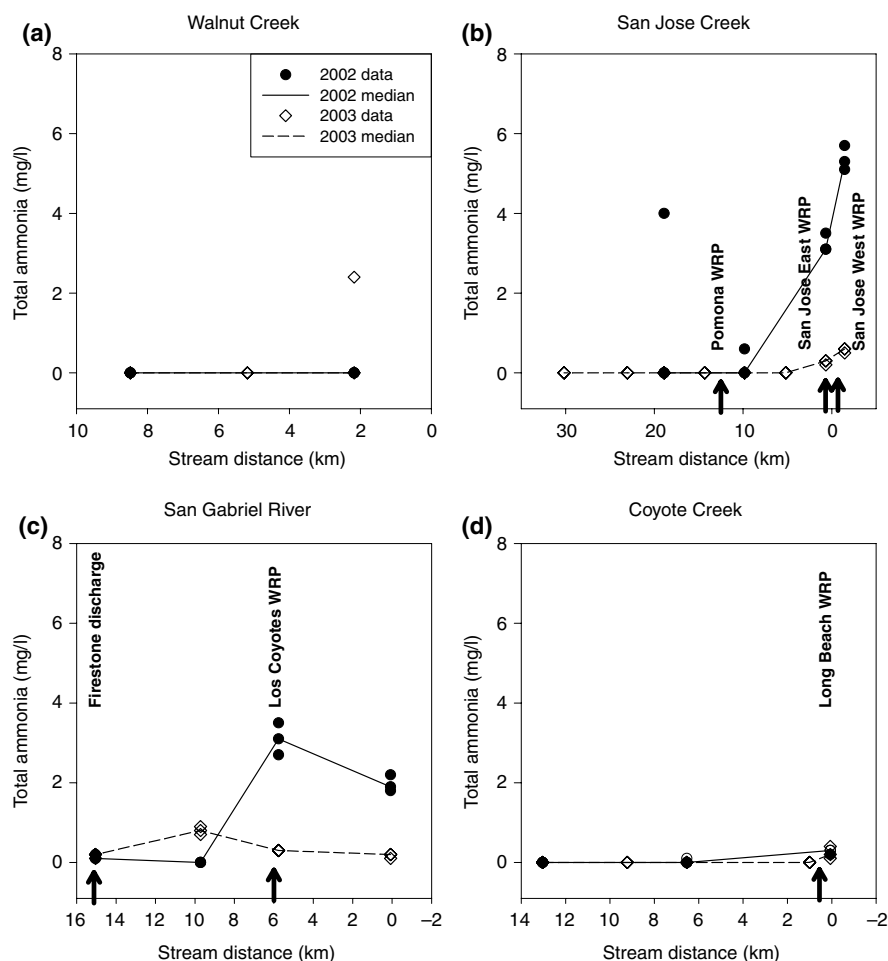 (a)
Walnut Creek
8
6
4
2
0
Total ammonia (mg/l)
2002 data
2002 median
2003 data
2003 median
10 8 6 4 2 0
Stream distance (km)
(b)
San Jose Creek
8
6
4
2
0
Total ammonia (mg/l)
Pomona WRP
San Jose East WRP
San Jose West WRP
30 20 10 0
Stream distance (km)
(c)
San Gabriel River
8
6
4
2
0
Total ammonia (mg/l)
Firestone discharge
Los Coyotes WRP
16 14 12 10 8 6 4 2 0 –2
Stream distance (km)
(d)
Coyote Creek
8
6
4
2
0
Total ammonia (mg/l)
Long Beach WRP
14 12 10 8 6 4 2 0 –2
Stream distance (km)